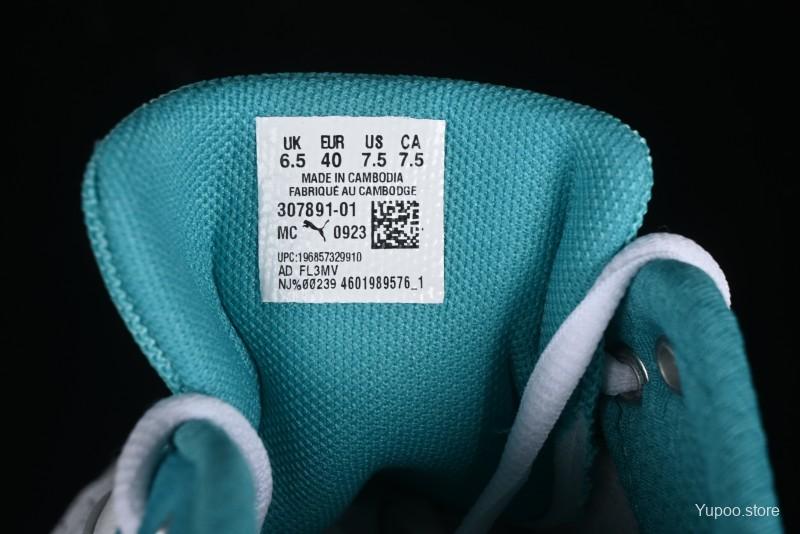 UK EUR US CA
6.5 40 7.5 7.5
MADE IN CAMBODIA
FABRIQUÉ AU CAMBODGE
307891-01
MC 0923
UPC:196857329910
AD FL3MV
NJ%00239 4601989576_1
Yupoo.store